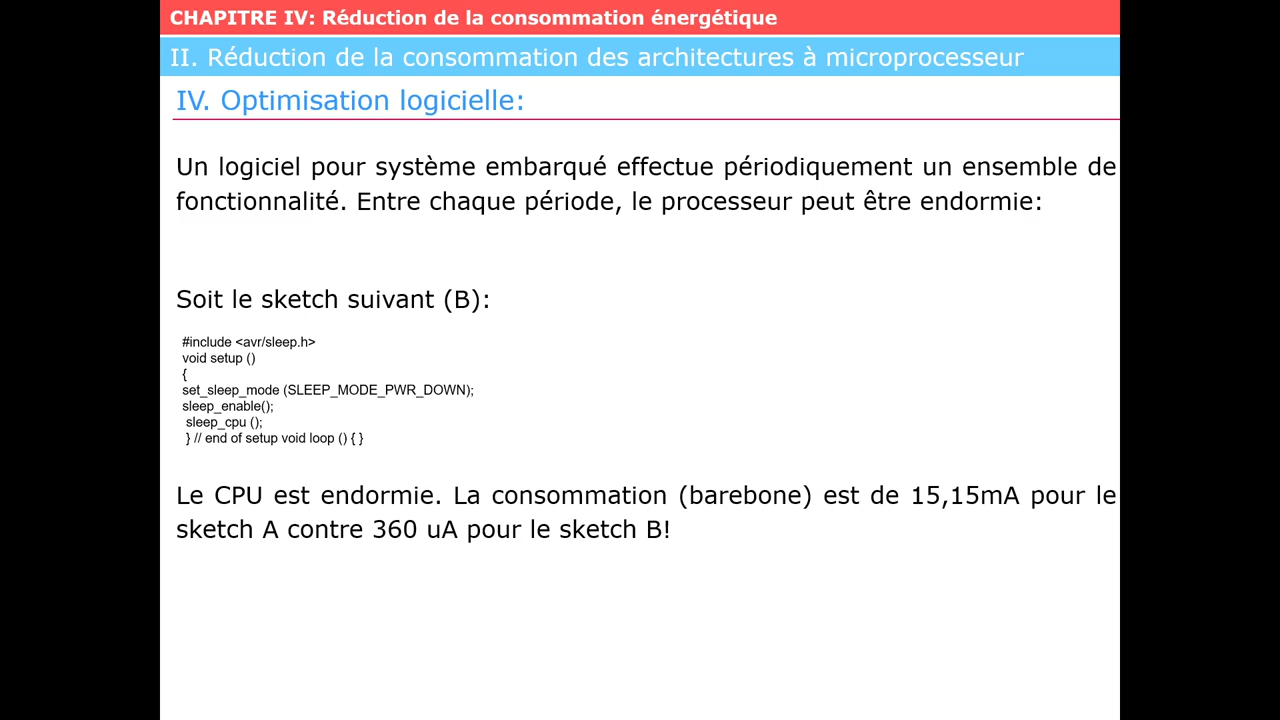 CHAPITRE IV: Réduction de la consommation énergétique
II. Réduction de la consommation des architectures à microprocesseur
IV. Optimisation logicielle:
Un logiciel pour système embarqué effectue périodiquement un ensemble de
fonctionnalité. Entre chaque période, le processeur peut être endormie:
Soit le sketch suivant (B):
#include <avr/sleep.h>
void setup ()
{
set_sleep_mode (SLEEP_MODE_PWR_DOWN);
sleep_enable();
sleep_cpu ();
} // end of setup void loop () { }
Le CPU est endormie. La consommation (barebone) est de 15,15mA pour le
sketch A contre 360 uA pour le sketch B!